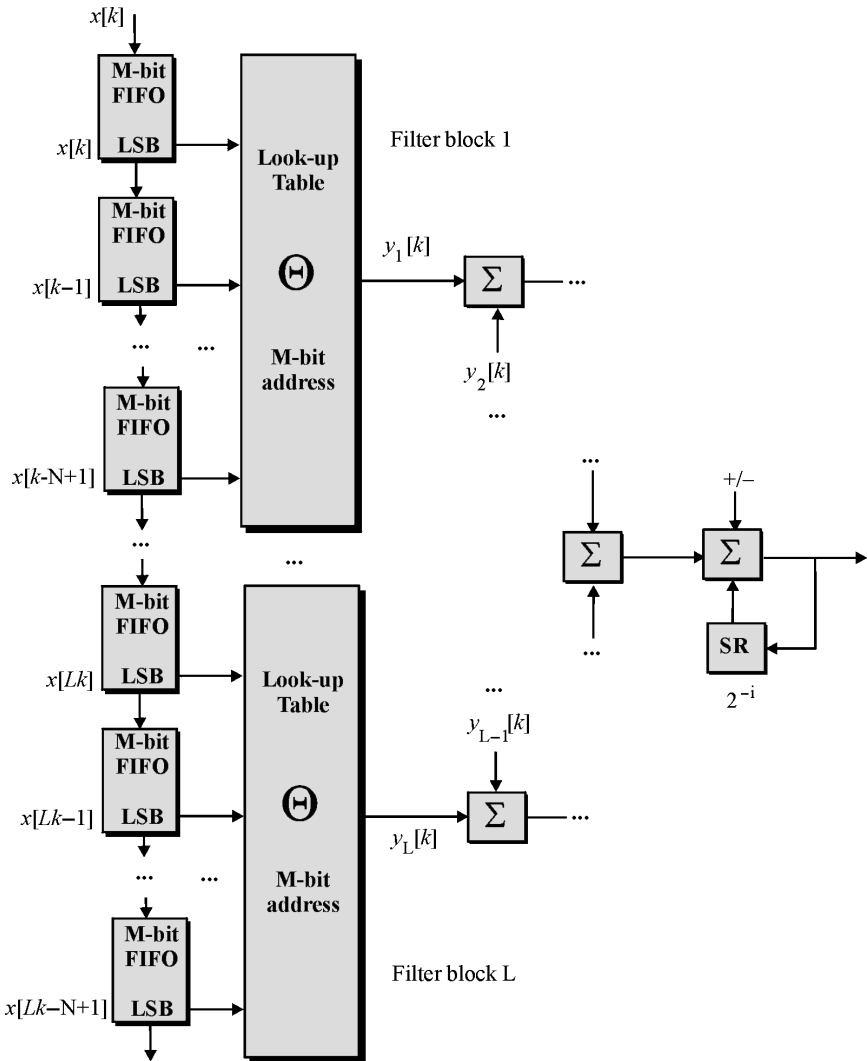 x[k]
M-bit
FIFO
x[k] LSB
M-bit
FIFO
x[k−1] LSB
... ...
M-bit
FIFO
x[k-N+1] LSB
...
Look-up
Table
Θ
M-bit
address
Filter block 1
y₁[k]
Σ ...
y₂[k]
...
...
M-bit
FIFO
x[Lk] LSB
M-bit
FIFO
x[Lk−1] LSB
... ...
M-bit
FIFO
x[Lk−N+1] LSB
Look-up
Table
Θ
M-bit
address
Filter block L
...
y_L−1[k]
y_L[k]
Σ ...
...
Σ
...
+/−
Σ
SR
2⁻ⁱ